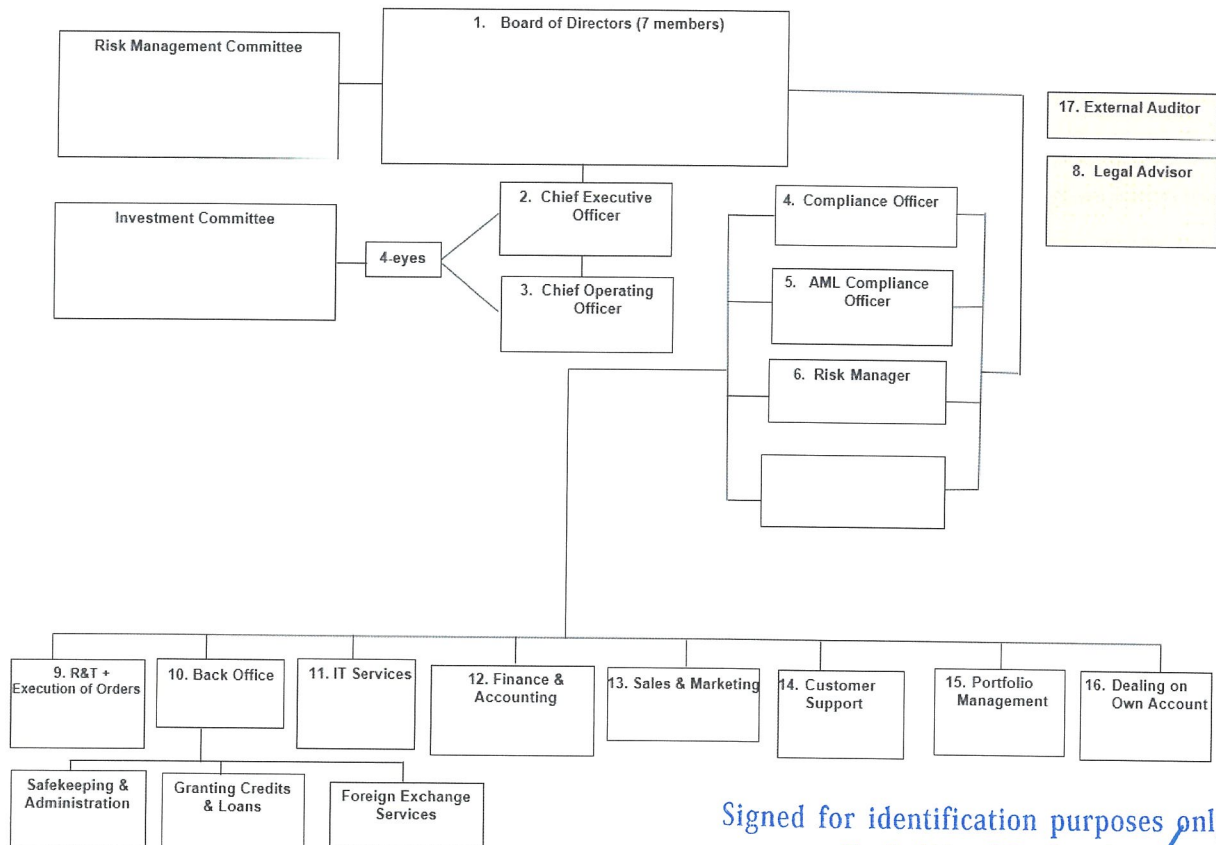 1. Board of Directors (7 members)
Risk Management Committee
17. External Auditor
8. Legal Advisor
2. Chief Executive
Officer
4. Compliance Officer
Investment Committee
4-eyes
3. Chief Operating
Officer
5. AML Compliance
Officer
6. Risk Manager
9. R&T +
Execution of Orders
10. Back Office
11. IT Services
12. Finance &
Accounting
13. Sales & Marketing
14. Customer
Support
15. Portfolio
Management
16. Dealing on
Own Account
Safekeeping &
Administration
Granting Credits
& Loans
Foreign Exchange
Services
Signed for identification purposes onl